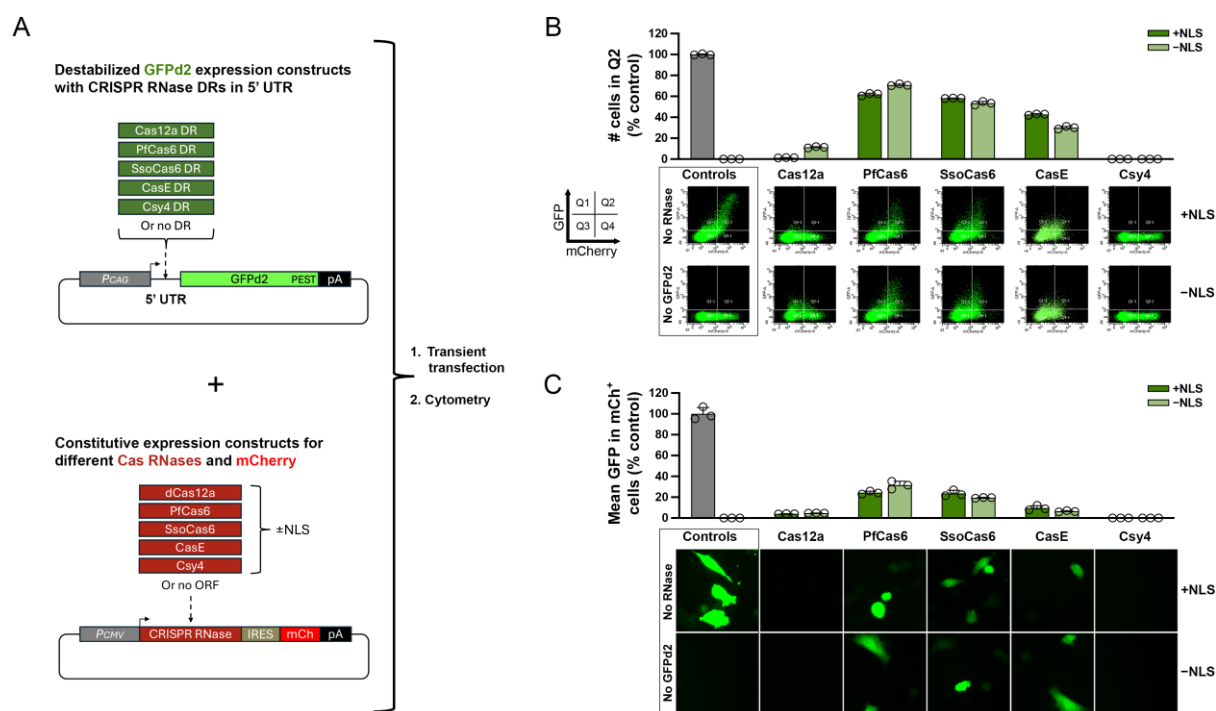 A
Destabilized GFPd2 expression constructs
with CRISPR RNase DRs in 5' UTR
Cas12a DR
PfCas6 DR
SsoCas6 DR
CasE DR
Csy4 DR
Or no DR
PCAG
GFPd2
PEST
pA
5' UTR
+
1. Transient
transfection
2. Cytometry
Constitutive expression constructs for
different Cas RNases and mCherry
dCas12a
PfCas6
SsoCas6
CasE
Csy4
±NLS
Or no ORF
PCMV
CRISPR RNase
IRES
mCh
pA
B
# cells in Q2
(% control)
120
100
80
60
40
20
0
+NLS
−NLS
Controls
Cas12a
PfCas6
SsoCas6
CasE
Csy4
GFP
Q1
Q2
Q3
Q4
mCherry
No RNase
+NLS
No GFPd2
−NLS
C
Mean GFP in mCh+
cells (% control)
120
100
80
60
40
20
0
+NLS
−NLS
Controls
Cas12a
PfCas6
SsoCas6
CasE
Csy4
No RNase
+NLS
No GFPd2
−NLS